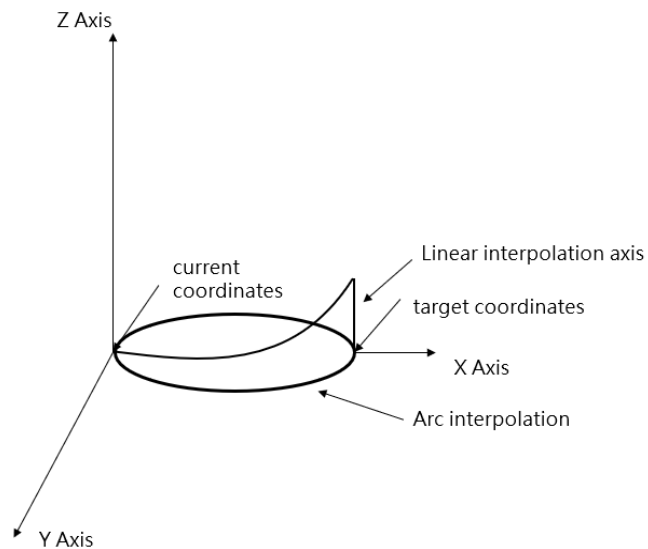 Z Axis
current
coordinates
Linear interpolation axis
target coordinates
X Axis
Arc interpolation
Y Axis